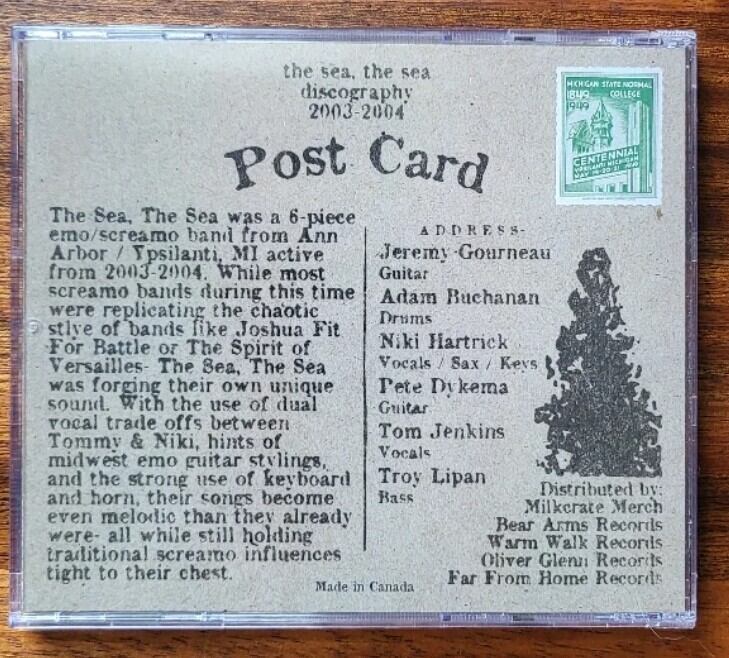 the sea, the sea
discography
2003-2004
Post Card
MICHIGAN STATE NORMAL
COLLEGE
1849
1949
CENTENNIAL
YPSILANTI MICHIGAN
MAY 19-20-21 1949
The Sea, The Sea was a 6-piece
emo/screamo band from Ann
Arbor / Ypsilanti, MI active
from 2003-2004. While most
screamo bands during this time
were replicating the chaotic
stlye of bands like Joshua Fit
For Battle or The Spirit of
Versailles- The Sea, The Sea
was forging their own unique
sound. With the use of dual
vocal trade offs between
Tommy & Niki, hints of
midwest emo guitar stylings,
and the strong use of keyboard
and horn, their songs become
even melodic than they already
were- all while still holding
traditional screamo influences
tight to their chest.
ADDRESS-
Jeremy Gourneau
Guitar
Adam Buchanan
Drums
Niki Hartrick
Vocals / Sax / Keys
Pete Dykema
Guitar
Tom Jenkins
Vocals
Troy Lipan
Bass
Distributed by:
Milkcrate Merch
Bear Arms Records
Warm Walk Records
Oliver Glenn Records
Far From Home Records
Made in Canada